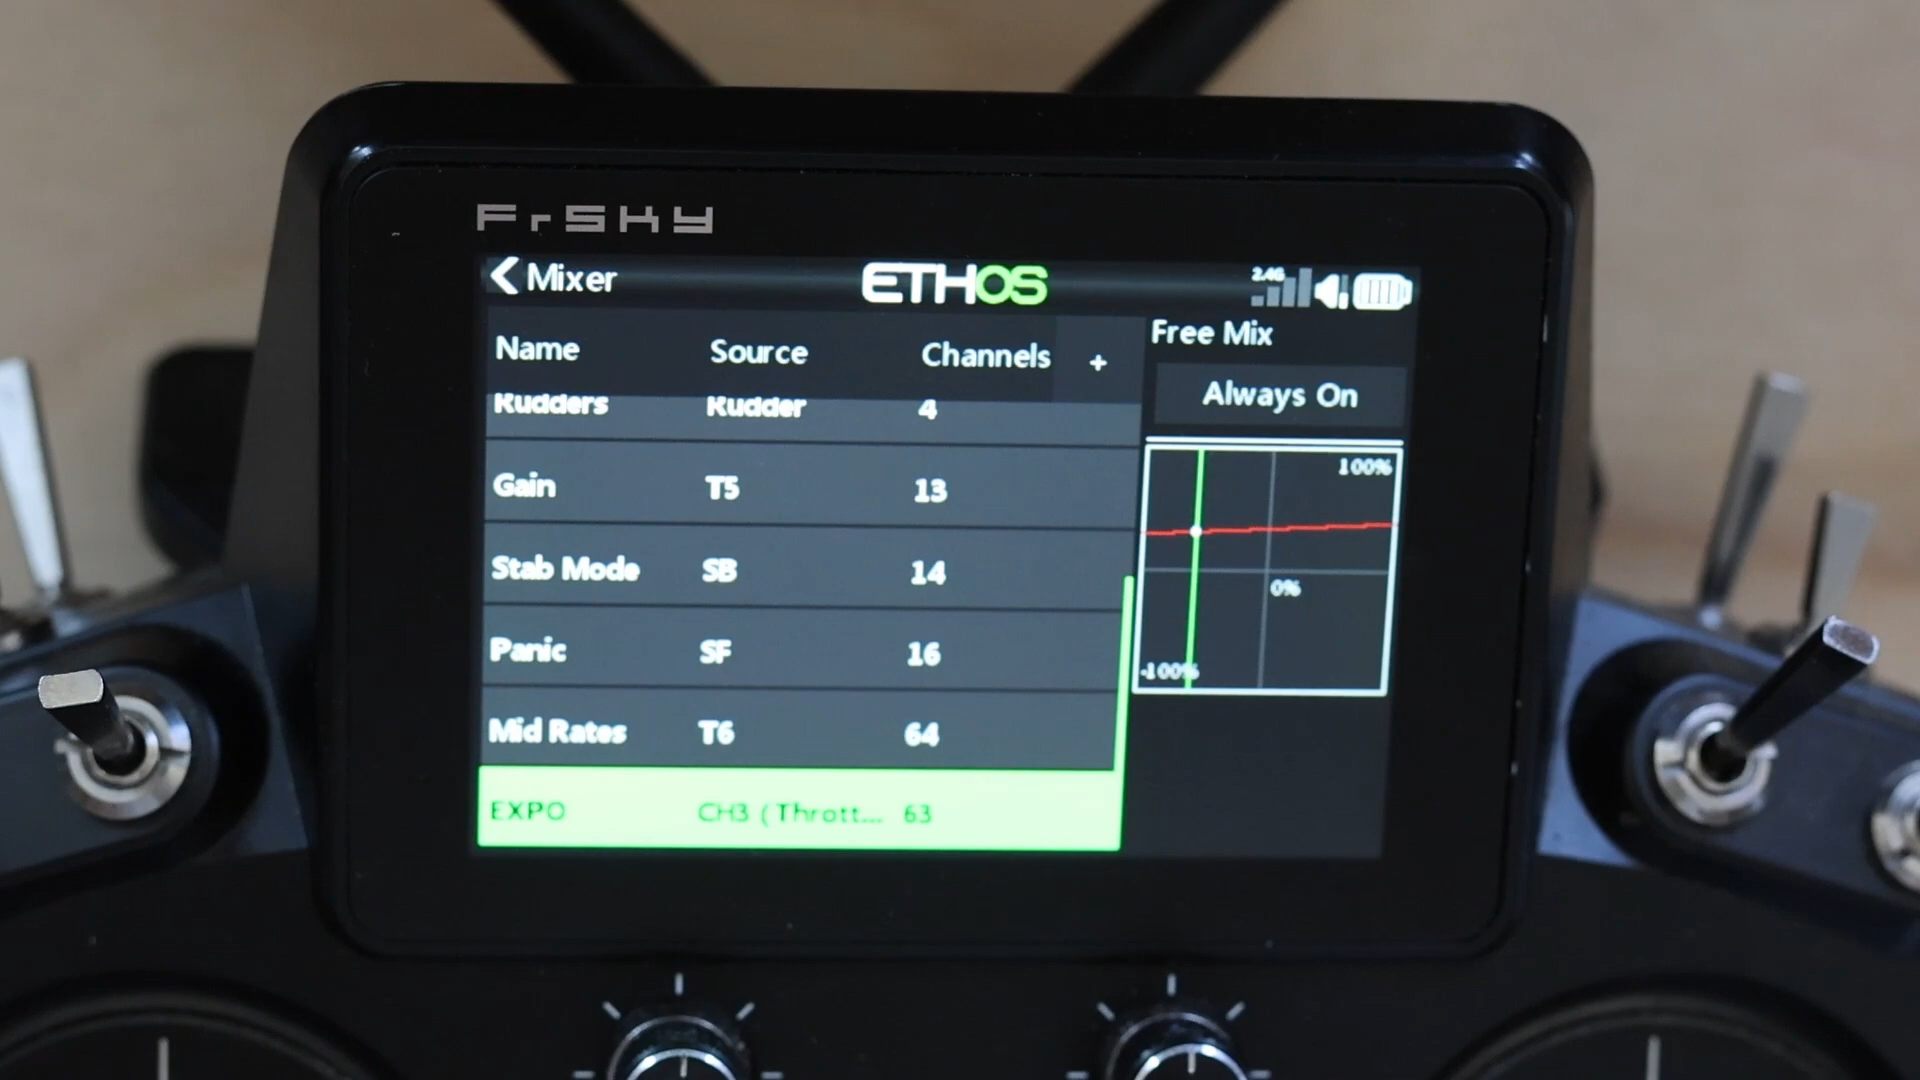 FrSKY
Mixer
ETHOS
2.4G
Name Source Channels +
Rudders Rudder 4
Gain T5 13
Stab Mode SB 14
Panic SF 16
Mid Rates T6 64
EXPO CH3 (Thrott... 63
Free Mix
Always On
100%
0%
-100%